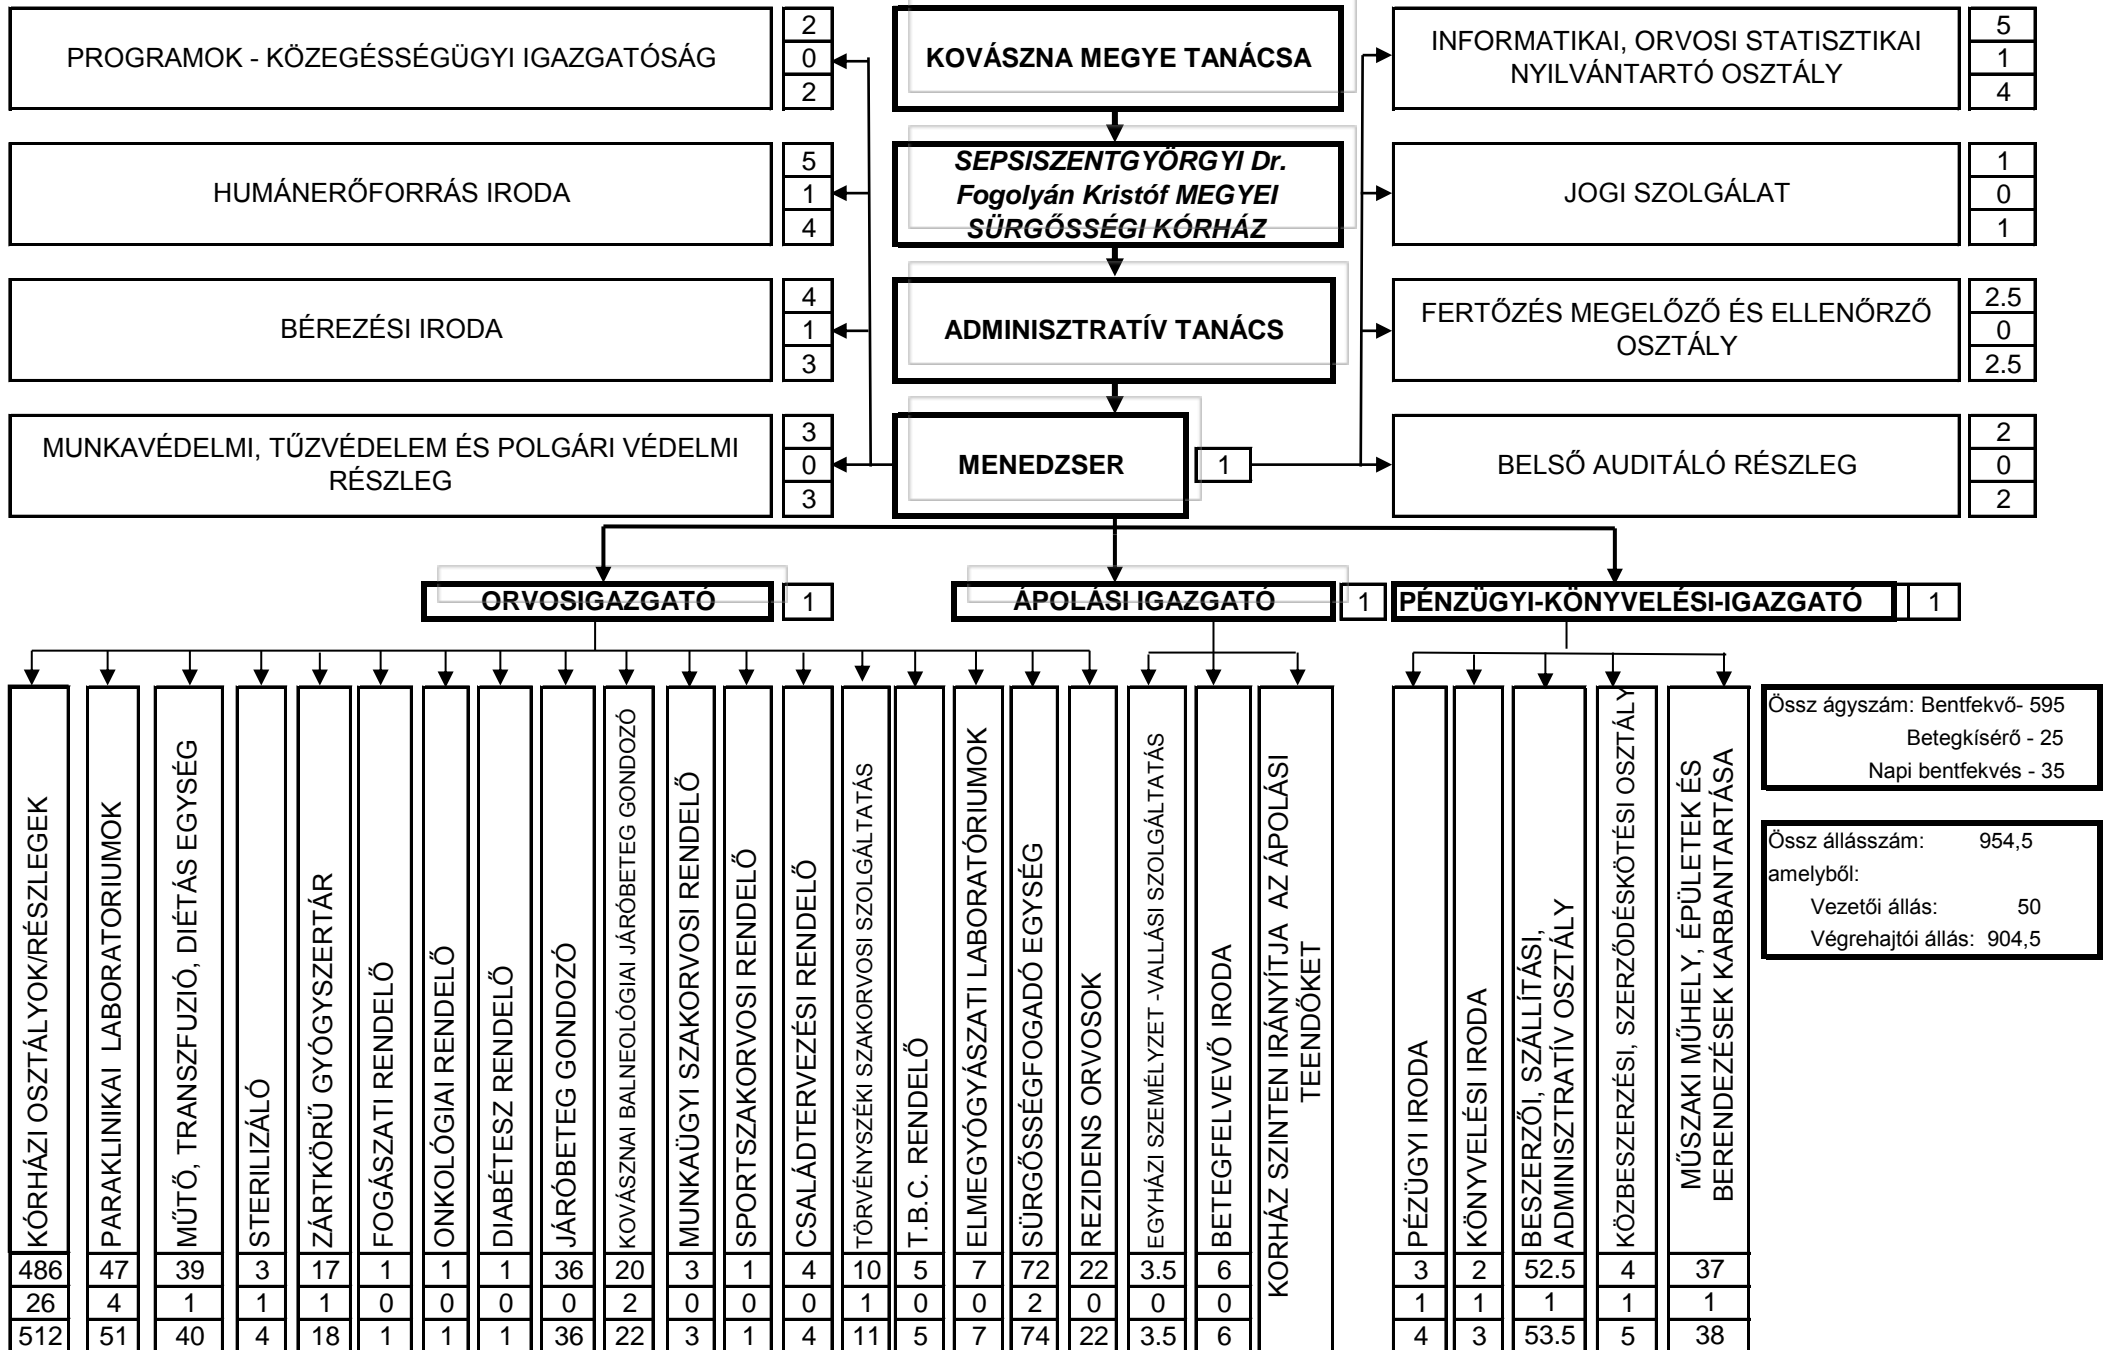 PROGRAMOK - KÖZEGÉSSÉGÜGYI IGAZGATÓSÁG
2
0
2
KOVÁSZNA MEGYE TANÁCSA
INFORMATIKAI, ORVOSI STATISZTIKAI
NYILVÁNTARTÓ OSZTÁLY
5
1
4
HUMÁNERŐFORRÁS IRODA
5
1
4
SEPSISZENTGYÖRGYI Dr.
Fogolyán Kristóf MEGYEI
SÜRGŐSSÉGI KÓRHÁZ
JOGI SZOLGÁLAT
1
0
1
BÉREZÉSI IRODA
4
1
3
ADMINISZTRATÍV TANÁCS
FERTŐZÉS MEGELŐZŐ ÉS ELLENŐRZŐ
OSZTÁLY
2.5
0
2.5
MUNKAVÉDELMI, TŰZVÉDELEM ÉS POLGÁRI VÉDELMI
RÉSZLEG
3
0
3
MENEDZSER
1
BELSŐ AUDITÁLÓ RÉSZLEG
2
0
2
ORVOSIGAZGATÓ
1
ÁPOLÁSI IGAZGATÓ
1
PÉNZÜGYI-KÖNYVELÉSI-IGAZGATÓ
1
KÓRHÁZI OSZTÁLYOK/RÉSZLEGEK
486
26
512
PARAKLINIKAI LABORATORIUMOK
47
4
51
MŰTŐ, TRANSZFUZIÓ, DIÉTÁS EGYSÉG
39
1
40
STERILIZÁLÓ
3
1
4
ZÁRTKÖRŰ GYÓGYSZERTÁR
17
1
18
FOGÁSZATI RENDELŐ
1
0
1
ONKOLÓGIAI RENDELŐ
1
0
1
DIABÉTESZ RENDELŐ
1
0
1
JÁRÓBETEG GONDOZÓ
36
0
36
KOVÁSZNAI BALNEOLÓGIAI JÁRÓBETEG GONDOZÓ
20
2
22
MUNKAÜGYI SZAKORVOSI RENDELŐ
3
0
3
SPORTSZAKORVOSI RENDELŐ
1
0
1
CSALÁDTERVEZÉSI RENDELŐ
4
0
4
TÖRVÉNYSZÉKI SZAKORVOSI SZOLGÁLTATÁS
10
1
11
T.B.C. RENDELŐ
5
0
5
ELMEGYÓGYÁSZATI LABORATÓRIUMOK
7
0
7
SÜRGŐSSÉGFOGADÓ EGYSÉG
72
2
74
REZIDENS ORVOSOK
22
0
22
EGYHÁZI SZEMÉLYZET -VALLÁSI SZOLGÁLTATÁS
3.5
0
3.5
BETEGFELVEVŐ IRODA
6
0
6
KORHÁZ SZINTEN IRÁNYÍTJA AZ ÁPOLÁSI
TEENDŐKET
PÉZÜGYI IRODA
3
1
4
KÖNYVELÉSI IRODA
2
1
3
BESZERZŐI, SZÁLLÍTÁSI,
ADMINISZTRATÍV OSZTÁLY
52.5
1
53.5
KÖZBESZERZÉSI, SZERZŐDÉSKÖTÉSI OSZTÁLY
4
1
5
MŰSZAKI MŰHELY, ÉPÜLETEK ÉS
BERENDEZÉSEK KARBANTARTÁSA
37
1
38
Össz ágyszám: Bentfekvő- 595
Betegkísérő - 25
Napi bentfekvés - 35
Össz állásszám: 954,5
amelyből:
Vezetői állás: 50
Végrehajtói állás: 904,5